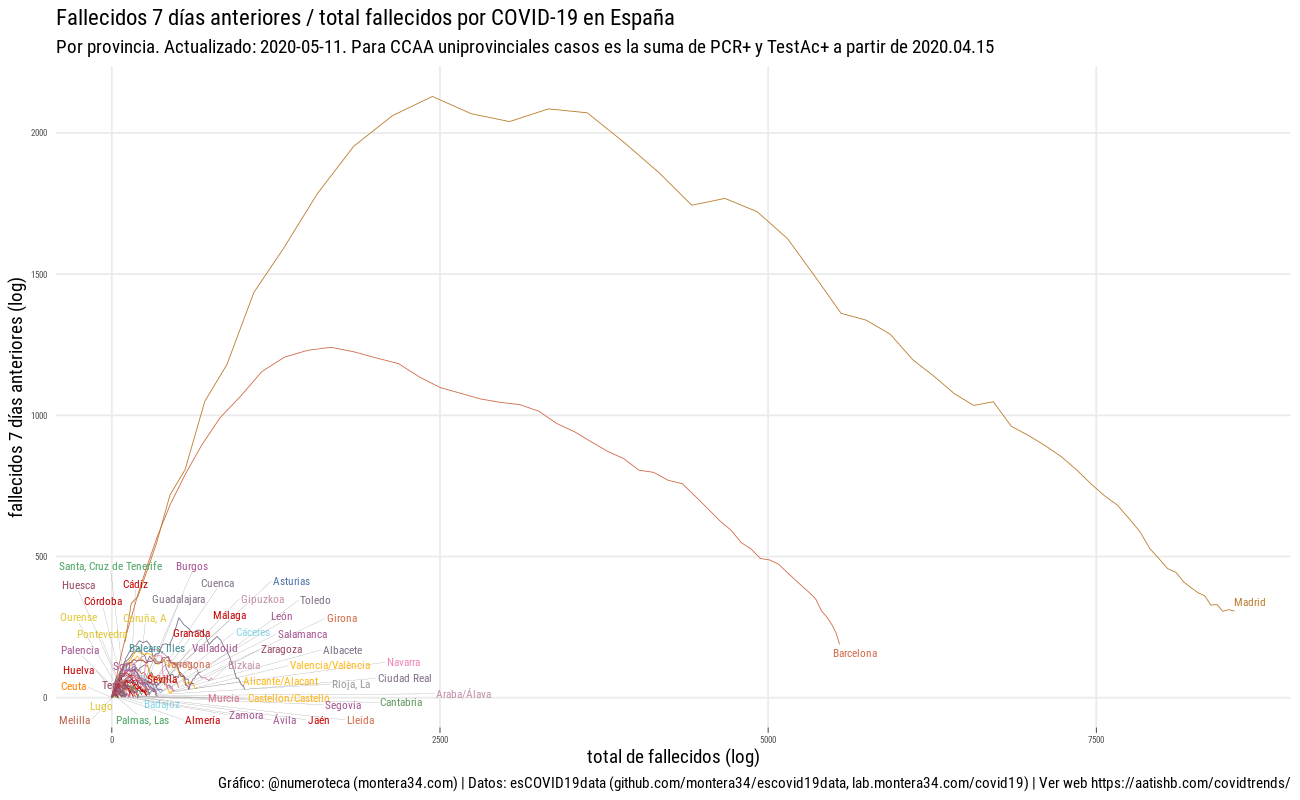 Fallecidos 7 días anteriores / total fallecidos por COVID-19 en España
Por provincia. Actualizado: 2020-05-11. Para CCAA uniprovinciales casos es la suma de PCR+ y TestAc+ a partir de 2020.04.15
fallecidos 7 días anteriores (log)
2000
1500
1000
500
0
Santa, Cruz de Tenerife
Burgos
Huesca
Cádiz
Cuenca
Asturias
Córdoba
Guadalajara
Gipuzkoa
Toledo
Ourense
Coruña, A
Málaga
León
Girona
Pontevedra
Granada
Cáceres
Salamanca
Palencia
Balears, Illes
Valladolid
Zaragoza
Albacete
Huelva
Soria
Tarragona
Bizkaia
Valencia/València
Navarra
Ceuta
Sevilla
Alicante/Alacant
Rioja, La
Ciudad Real
Lugo
Badajoz
Murcia
Castellón/Castelló
Segovia
Cantabria
Araba/Álava
Melilla
Palmas, Las
Almería
Zamora
Ávila
Jaén
Lleida
Madrid
Barcelona
0
2500
5000
7500
total de fallecidos (log)
Gráfico: @numeroteca (montera34.com) | Datos: esCOVID19data (github.com/montera34/escovid19data, lab.montera34.com/covid19) | Ver web https://aatishb.com/covidtrends/